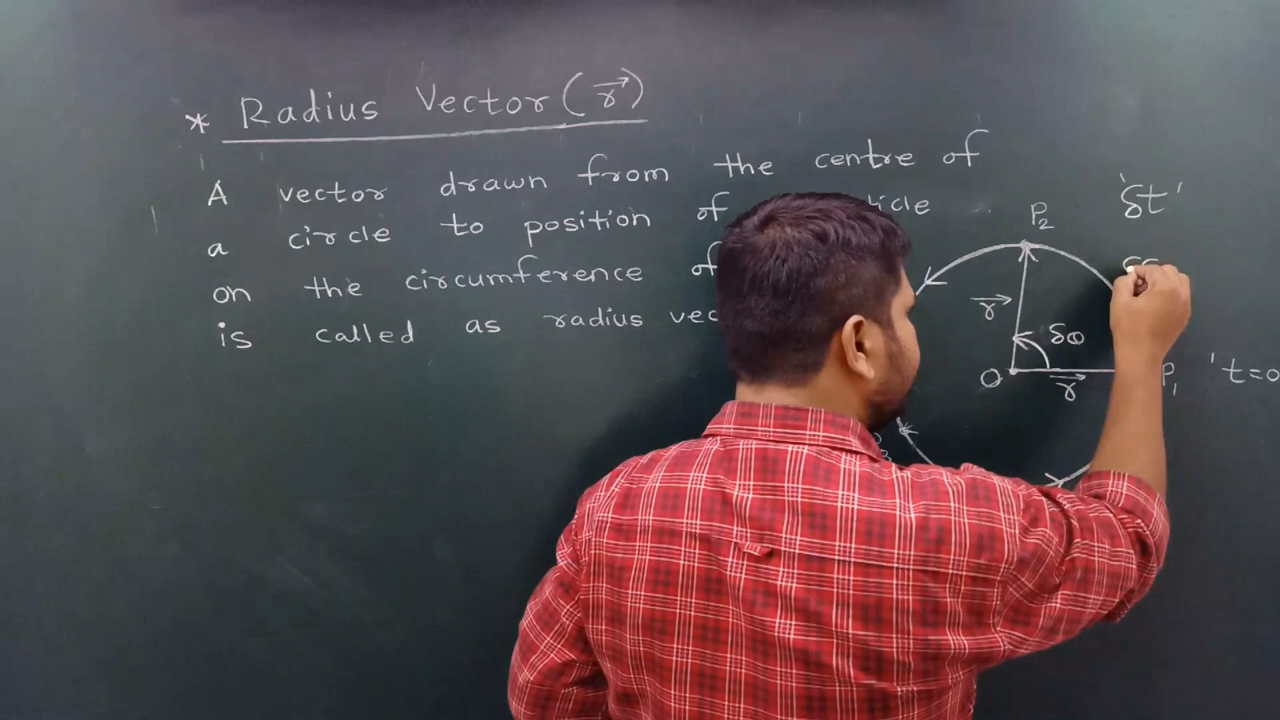 * Radius Vector (r⃗)
A vector drawn from the centre of
a circle to position of
on the circumference of
is called as radius
P₂
'δt'
r⃗
δθ
O
r⃗
P₁
't=0